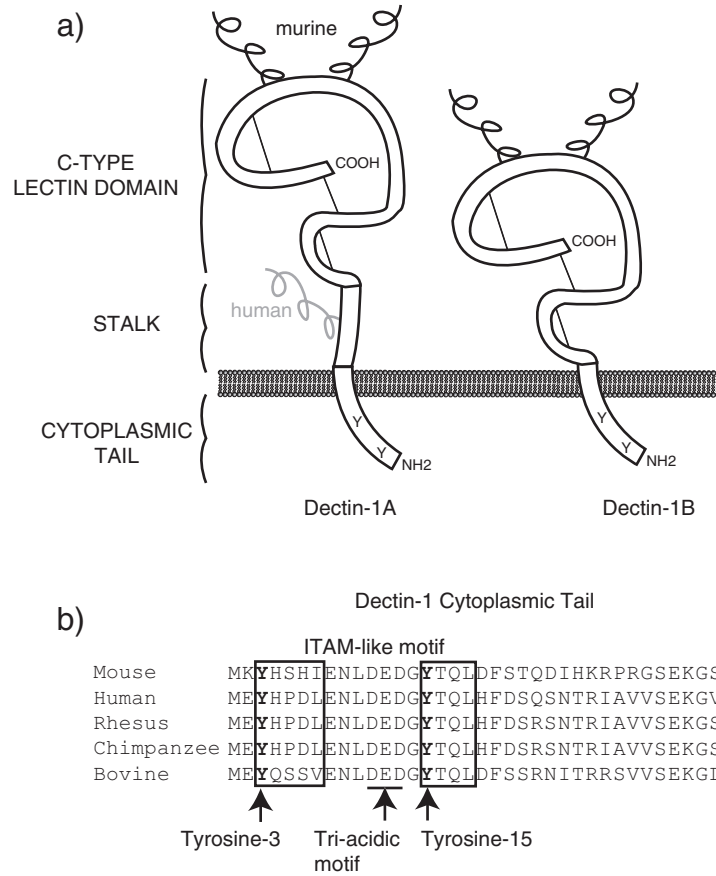 a)
murine
C-TYPE
LECTIN DOMAIN
COOH
COOH
human
STALK
CYTOPLASMIC
TAIL
Y
Y
NH2
Y
Y
NH2
Dectin-1A
Dectin-1B
b)
Dectin-1 Cytoplasmic Tail
ITAM-like motif
Mouse MKYHSHIENLDEDGYTQLDFSTQDIHKRPRGSEKGS
Human MEYHPDLENLDEDGYTQLHFDSQSNTRIAVVSEKGV
Rhesus MEYHPDLENLDEDGYTQLHFDSRSNTRIAVVSEKGS
Chimpanzee MEYHPDLENLDEDGYTQLHFDSRSNTRIAVVSEKGS
Bovine MEYQSSVENLDEDGYTQLDFSSRNITRRSVVSEKGL
Tyrosine-3
Tri-acidic
motif
Tyrosine-15